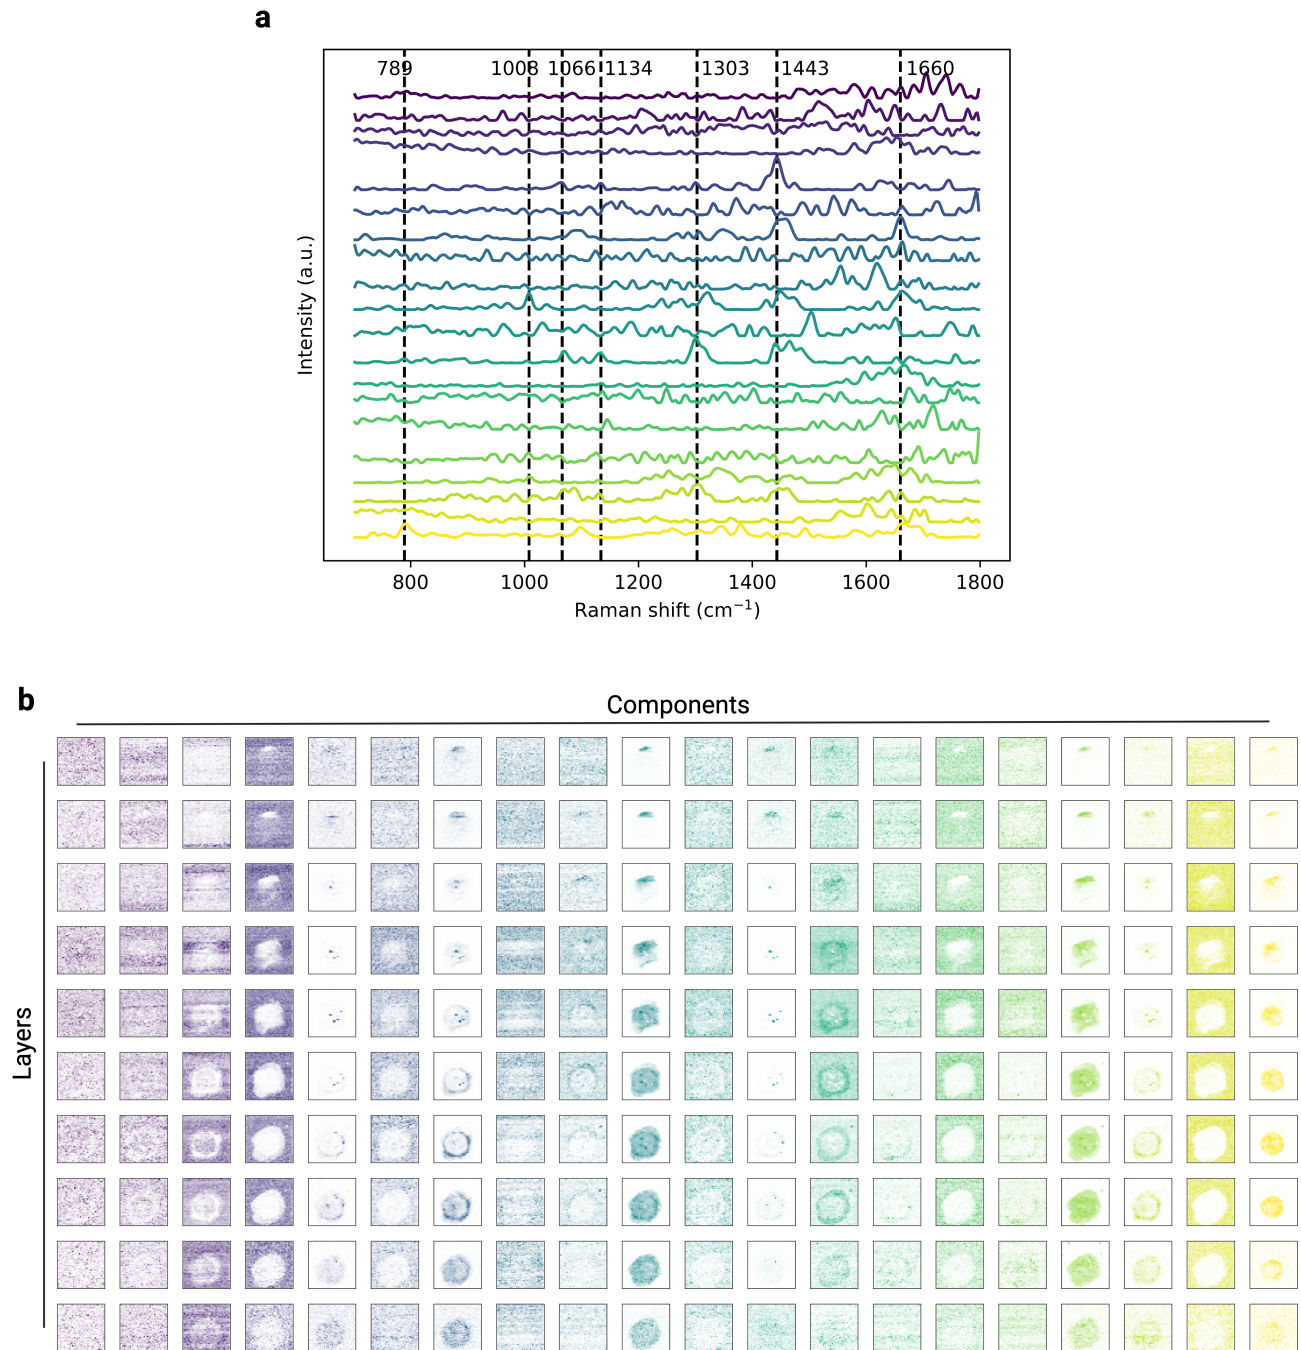 a
789 1008 1066 1134 1303 1443 1660
Intensity (a.u.)
800 1000 1200 1400 1600 1800
Raman shift (cm⁻¹)
b
Components
Layers